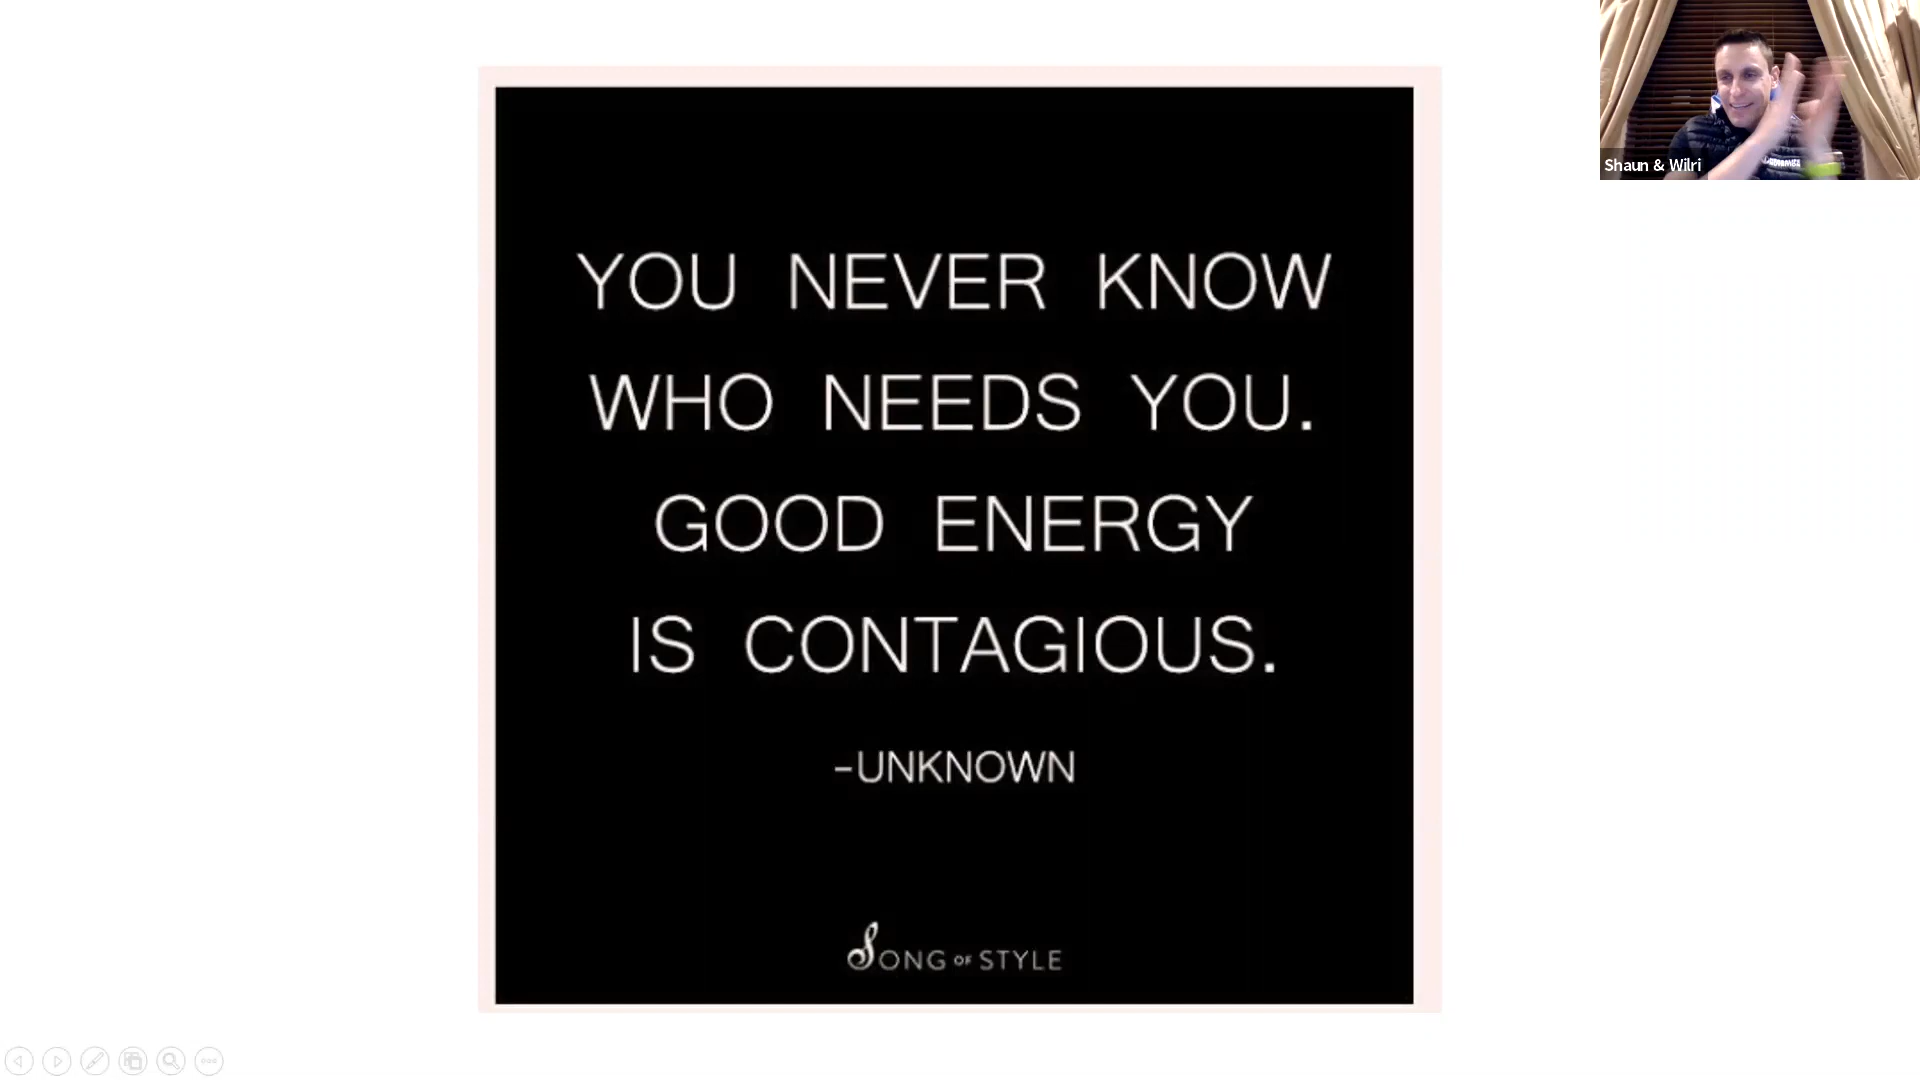 YOU NEVER KNOW
WHO NEEDS YOU.
GOOD ENERGY
IS CONTAGIOUS.
–UNKNOWN
SONG OF STYLE
Shaun & Wilri